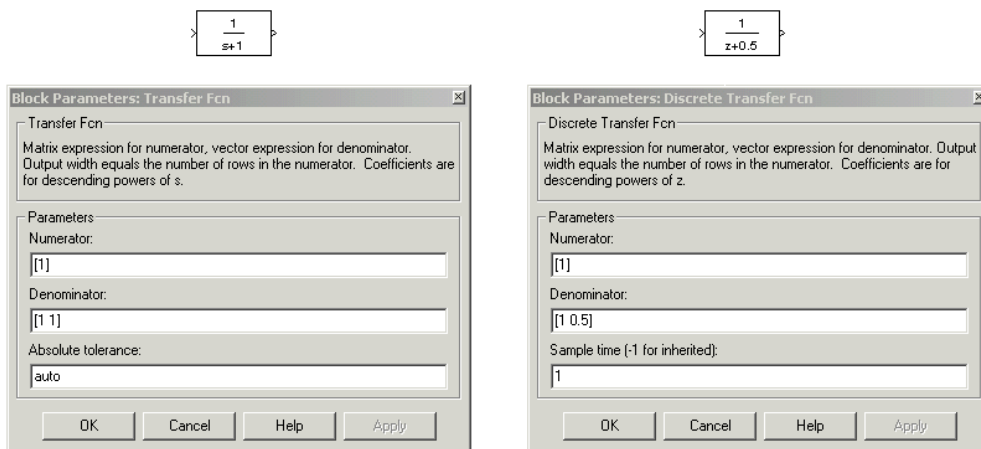 1
s+1
1
z+0.5
Block Parameters: Transfer Fcn
Transfer Fcn
Matrix expression for numerator, vector expression for denominator.
Output width equals the number of rows in the numerator. Coefficients are
for descending powers of s.
Parameters
Numerator:
[1]
Denominator:
[1 1]
Absolute tolerance:
auto
OK Cancel Help Apply
Block Parameters: Discrete Transfer Fcn
Discrete Transfer Fcn
Matrix expression for numerator, vector expression for denominator. Output
width equals the number of rows in the numerator. Coefficients are for
descending powers of z.
Parameters
Numerator:
[1]
Denominator:
[1 0.5]
Sample time (-1 for inherited):
1
OK Cancel Help Apply